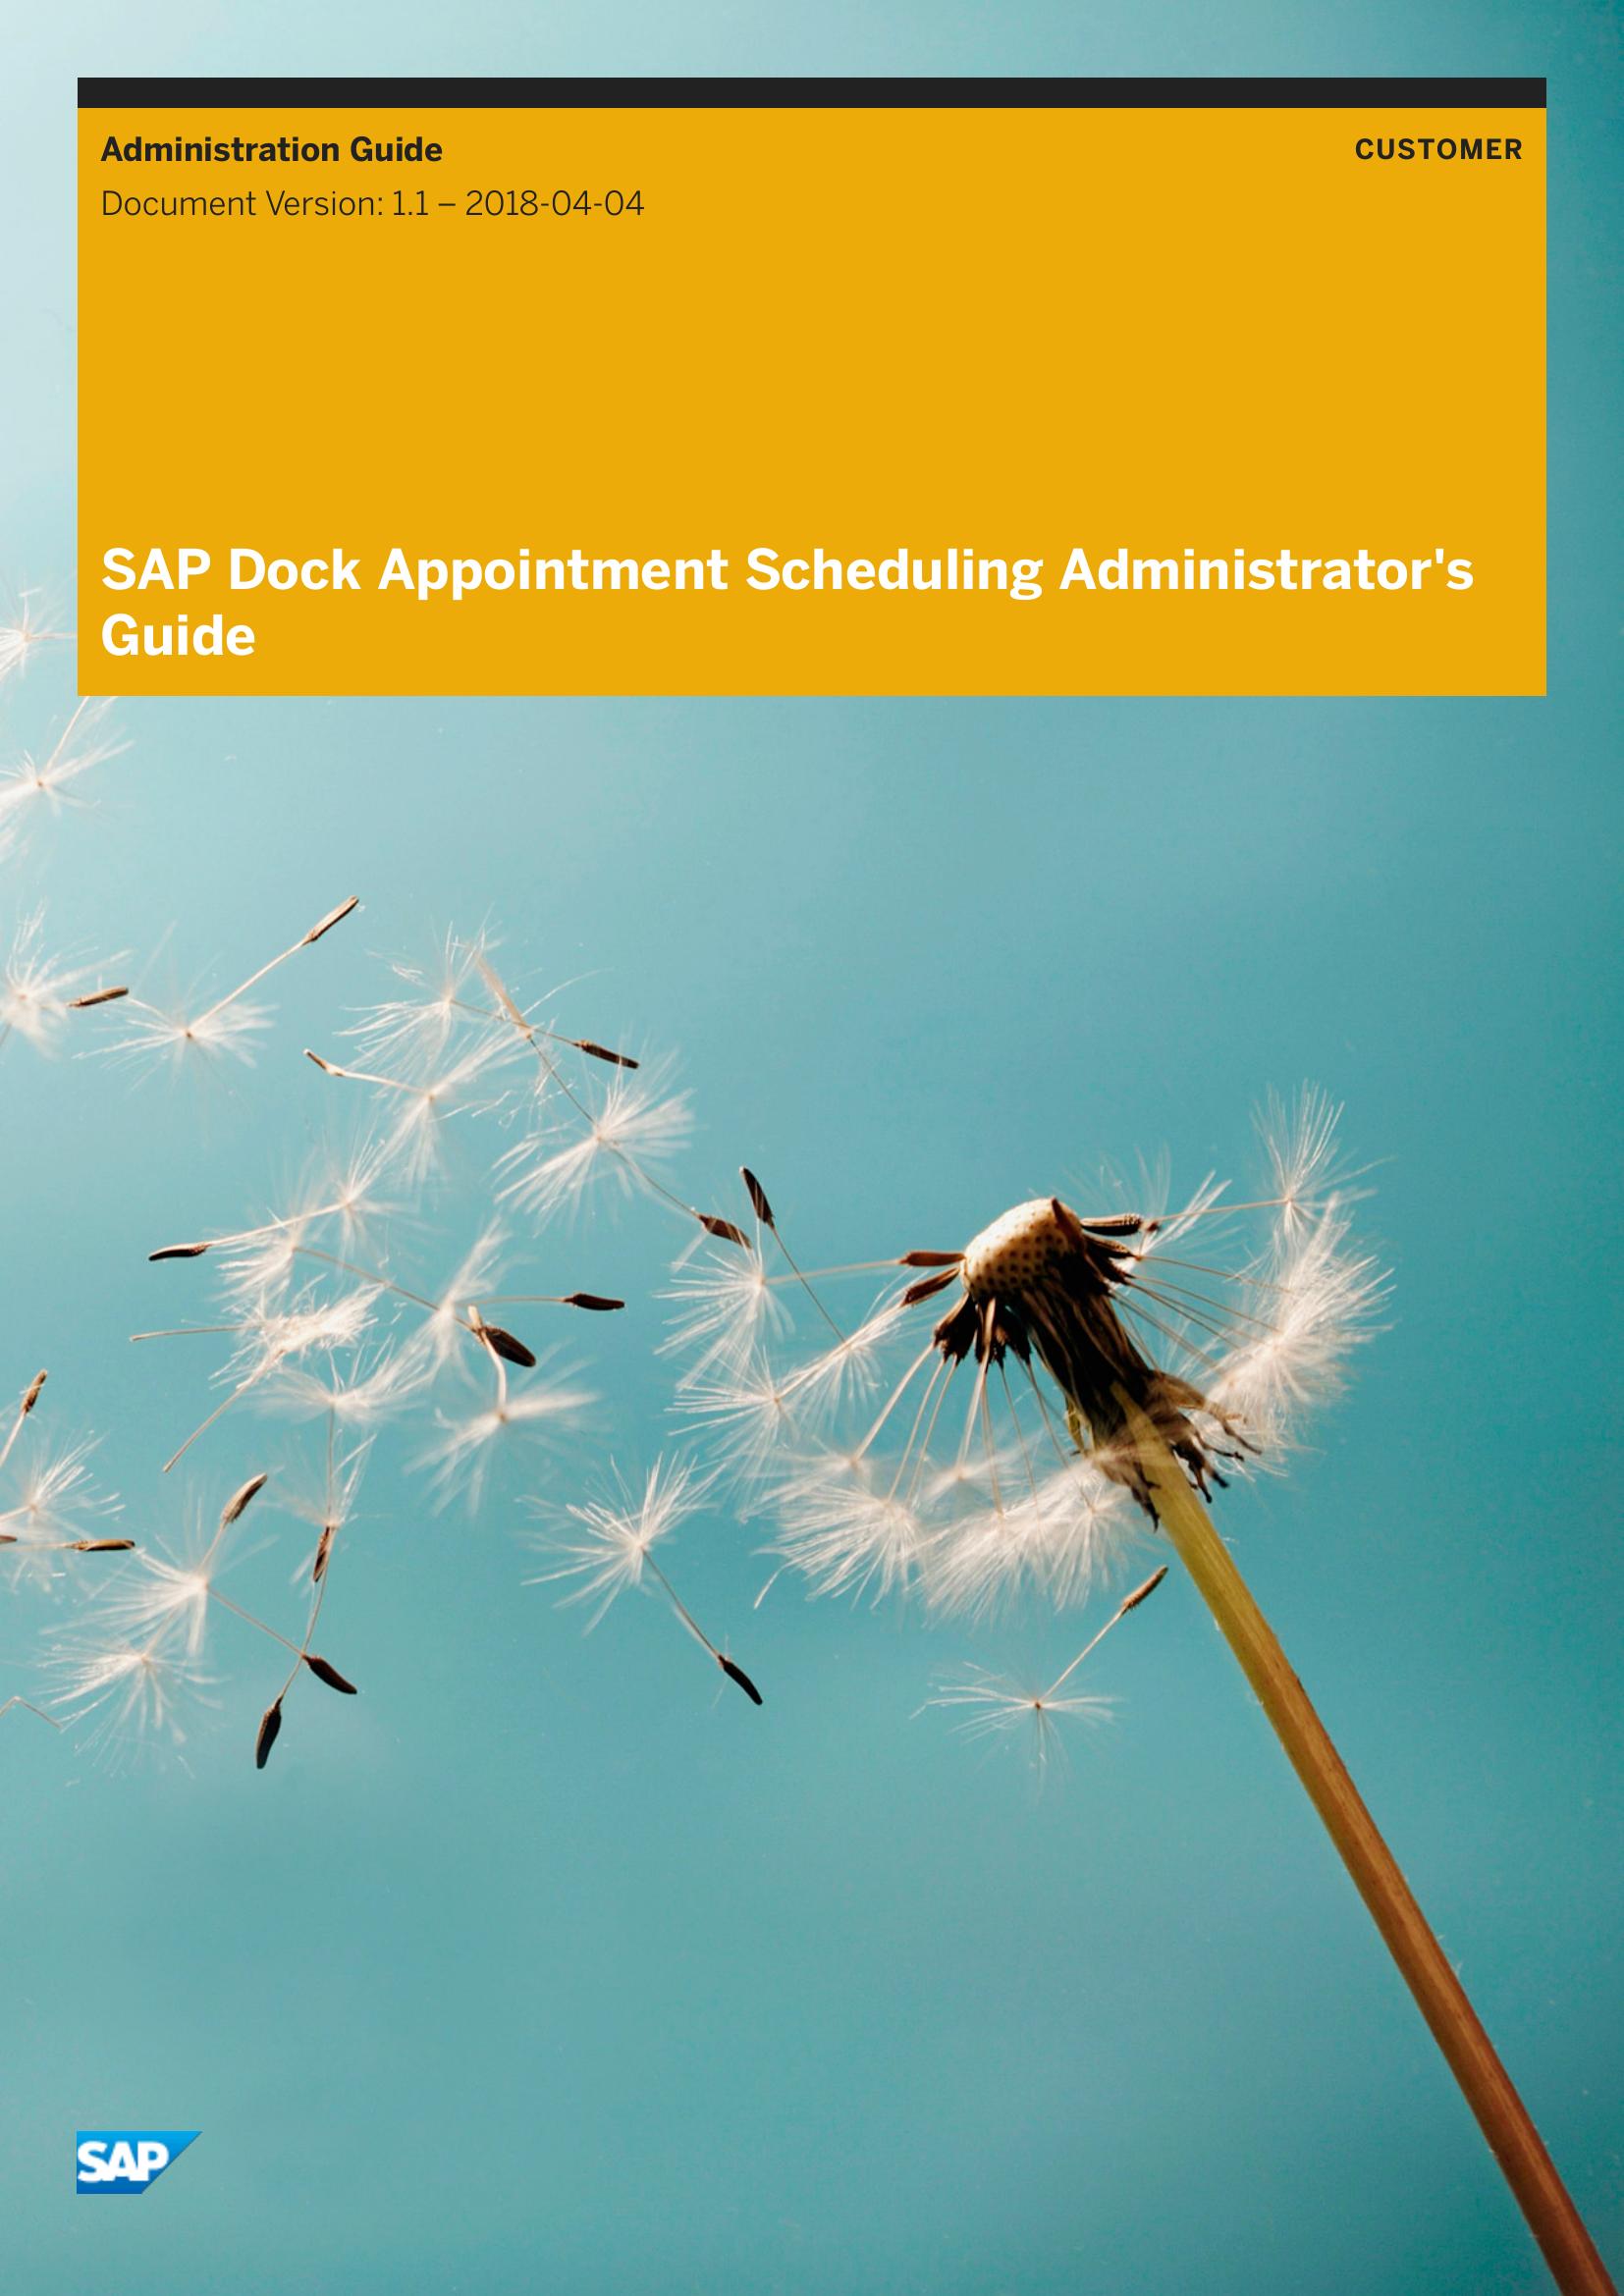 Administration Guide
CUSTOMER
Document Version: 1.1 – 2018-04-04
SAP Dock Appointment Scheduling Administrator's
Guide
SAP